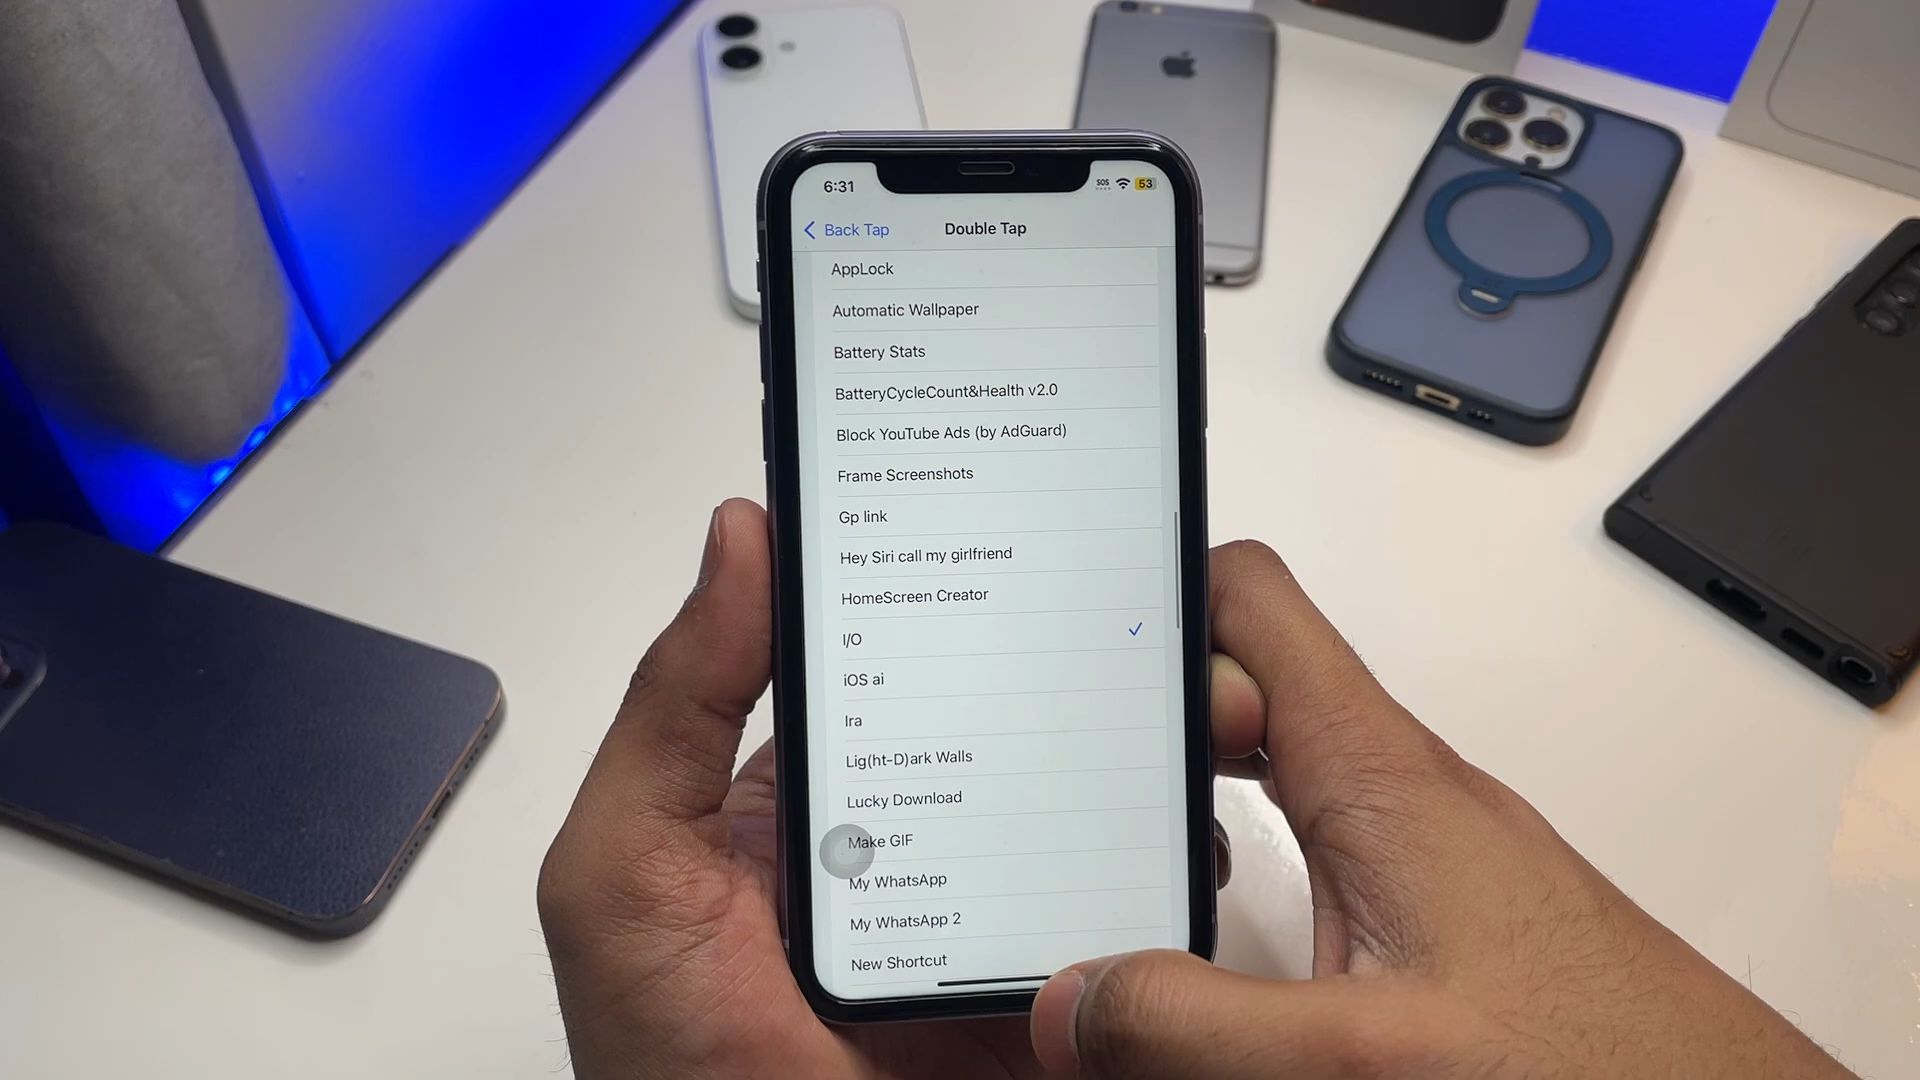 6:31
SOS
53
Back Tap
Double Tap
AppLock
Automatic Wallpaper
Battery Stats
BatteryCycleCount&Health v2.0
Block YouTube Ads (by AdGuard)
Frame Screenshots
Gp link
Hey Siri call my girlfriend
HomeScreen Creator
I/O
iOS ai
Ira
Lig(ht-D)ark Walls
Lucky Download
Make GIF
My WhatsApp
My WhatsApp 2
New Shortcut